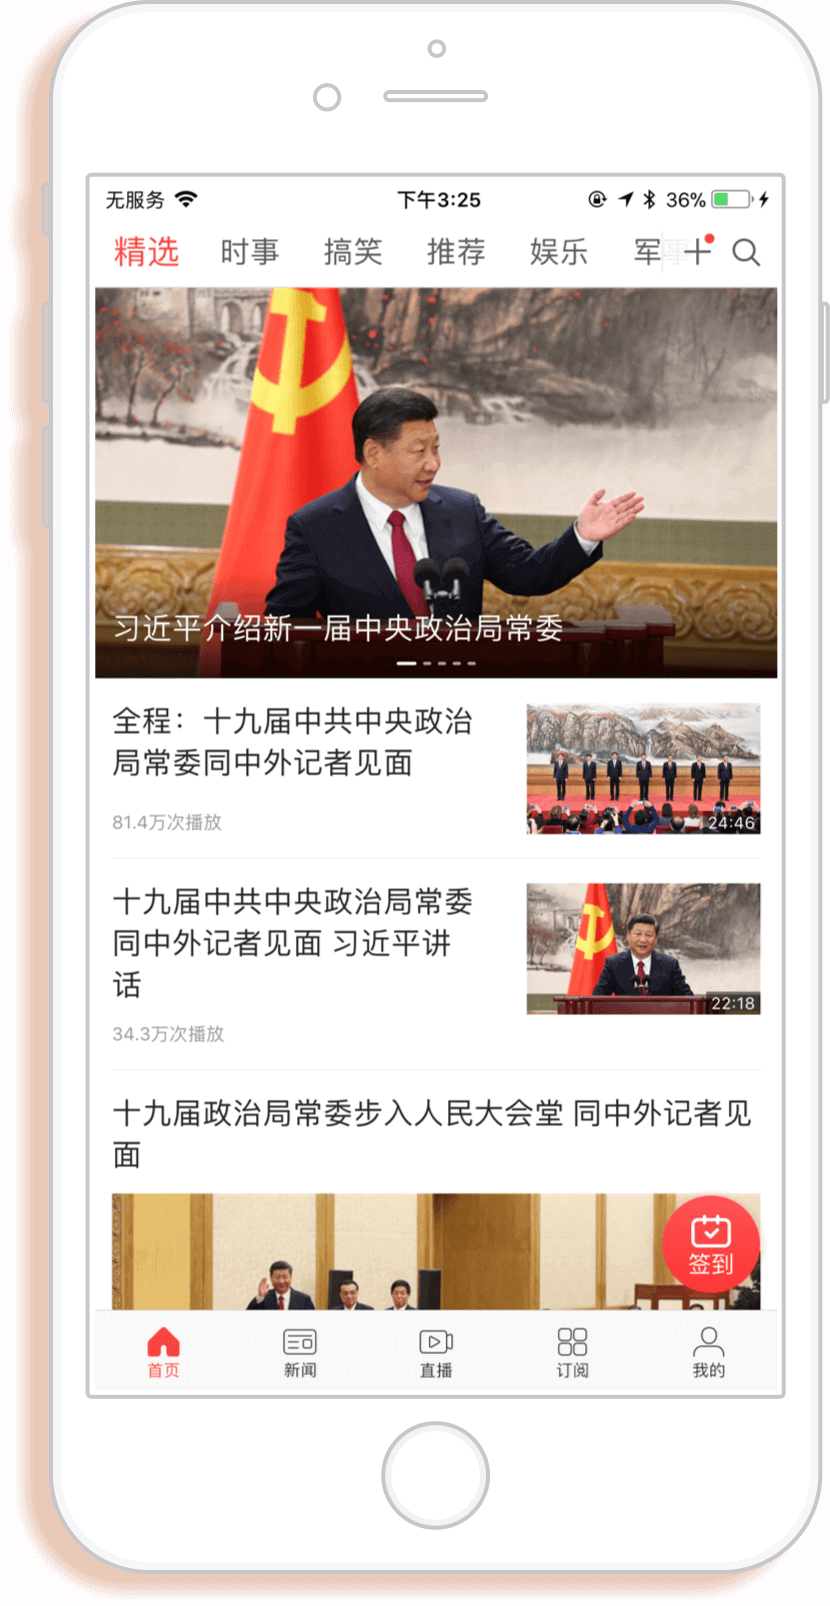 无服务 下午3:25 36%
精选 时事 搞笑 推荐 娱乐 军事
习近平介绍新一届中央政治局常委
全程：十九届中共中央政治
局常委同中外记者见面
81.4万次播放
24:46
十九届中共中央政治局常委
同中外记者见面 习近平讲
话
34.3万次播放
22:18
十九届政治局常委步入人民大会堂 同中外记者见
面
签到
首页 新闻 直播 订阅 我的